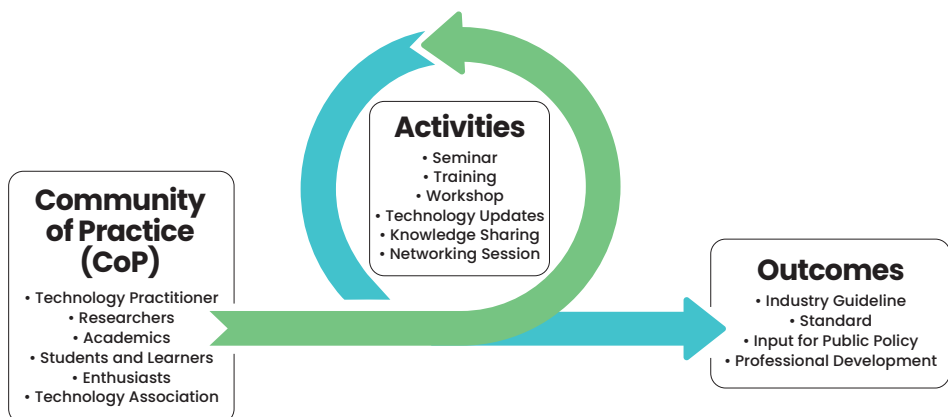 Community
of Practice
(CoP)
• Technology Practitioner
• Researchers
• Academics
• Students and Learners
• Enthusiasts
• Technology Association
Activities
• Seminar
• Training
• Workshop
• Technology Updates
• Knowledge Sharing
• Networking Session
Outcomes
• Industry Guideline
• Standard
• Input for Public Policy
• Professional Development